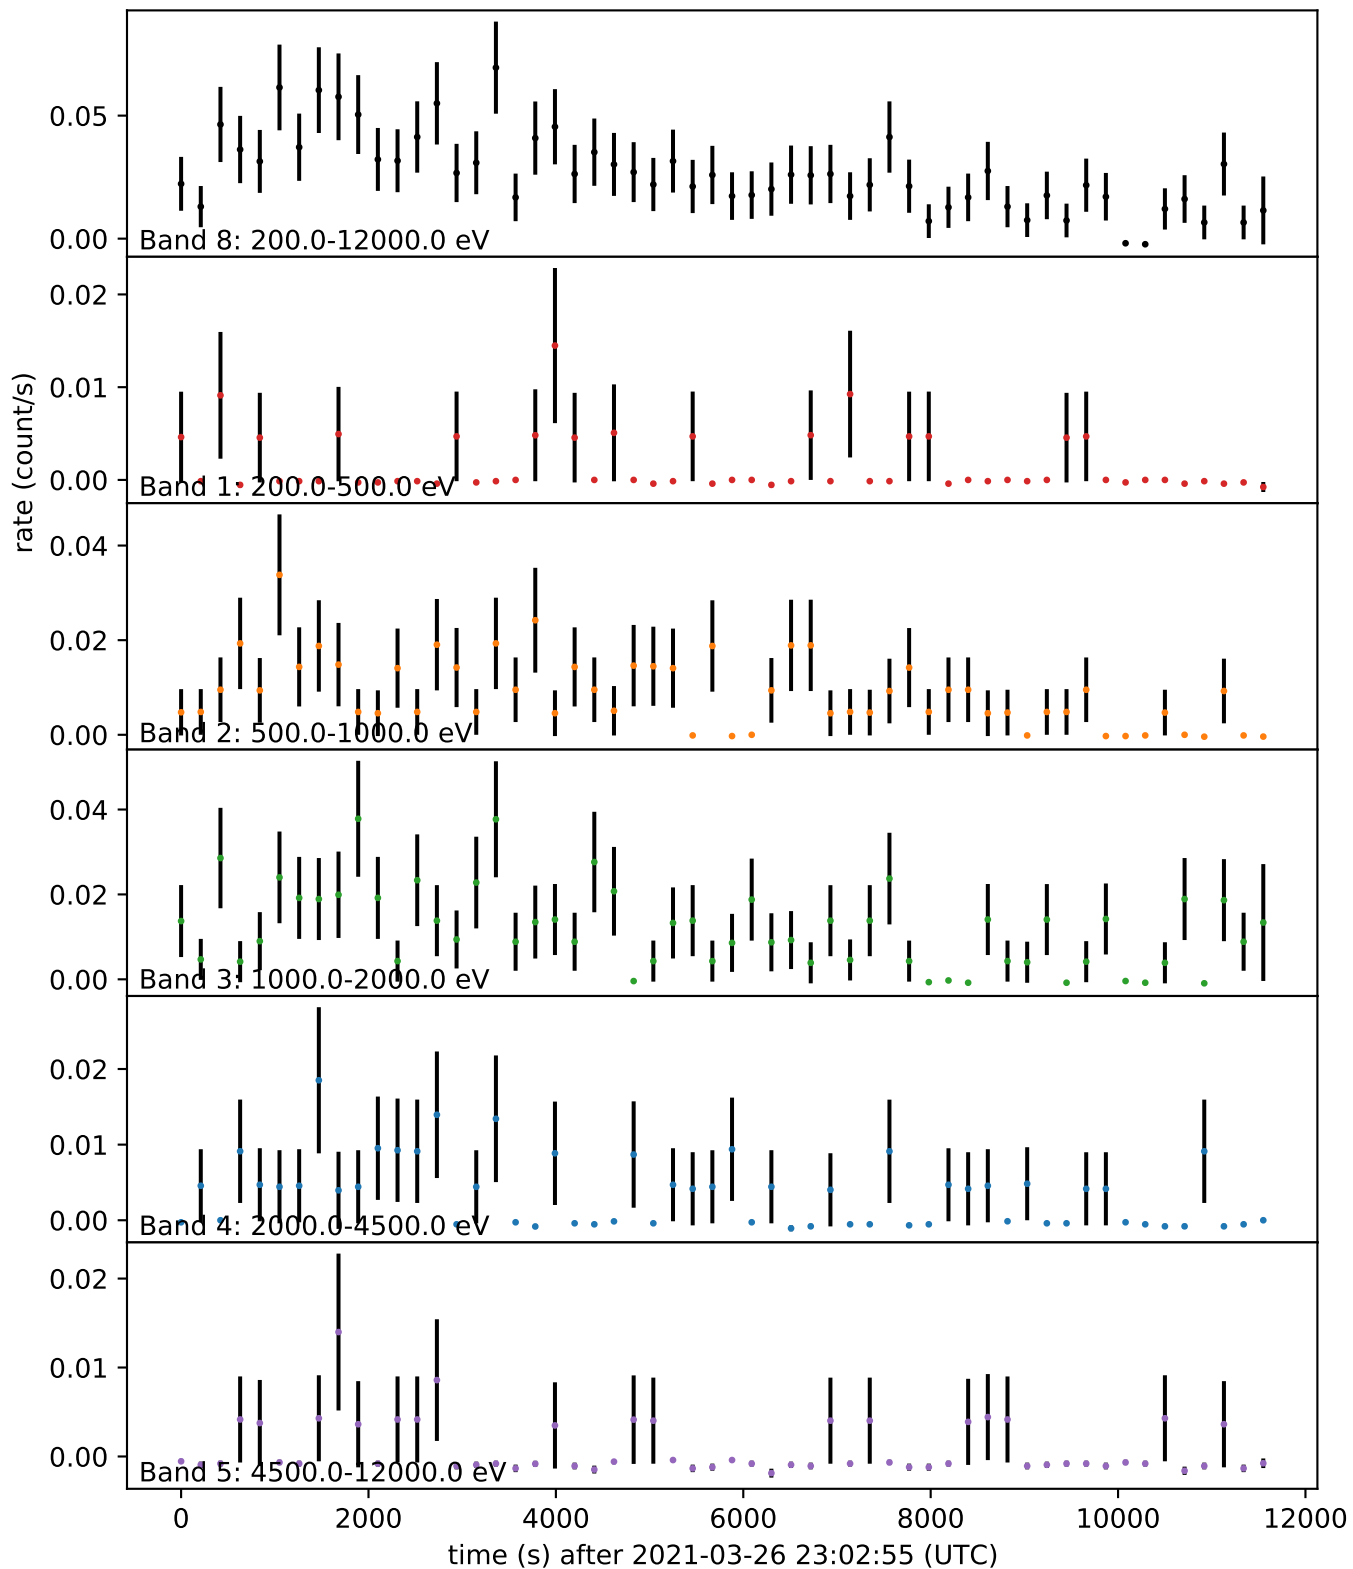 0.05
0.00
Band 8: 200.0-12000.0 eV
0.02
0.01
0.00
Band 1: 200.0-500.0 eV
rate (count/s)
0.04
0.02
0.00
Band 2: 500.0-1000.0 eV
0.04
0.02
0.00
Band 3: 1000.0-2000.0 eV
0.02
0.01
0.00
Band 4: 2000.0-4500.0 eV
0.02
0.01
0.00
Band 5: 4500.0-12000.0 eV
0 2000 4000 6000 8000 10000 12000
time (s) after 2021-03-26 23:02:55 (UTC)